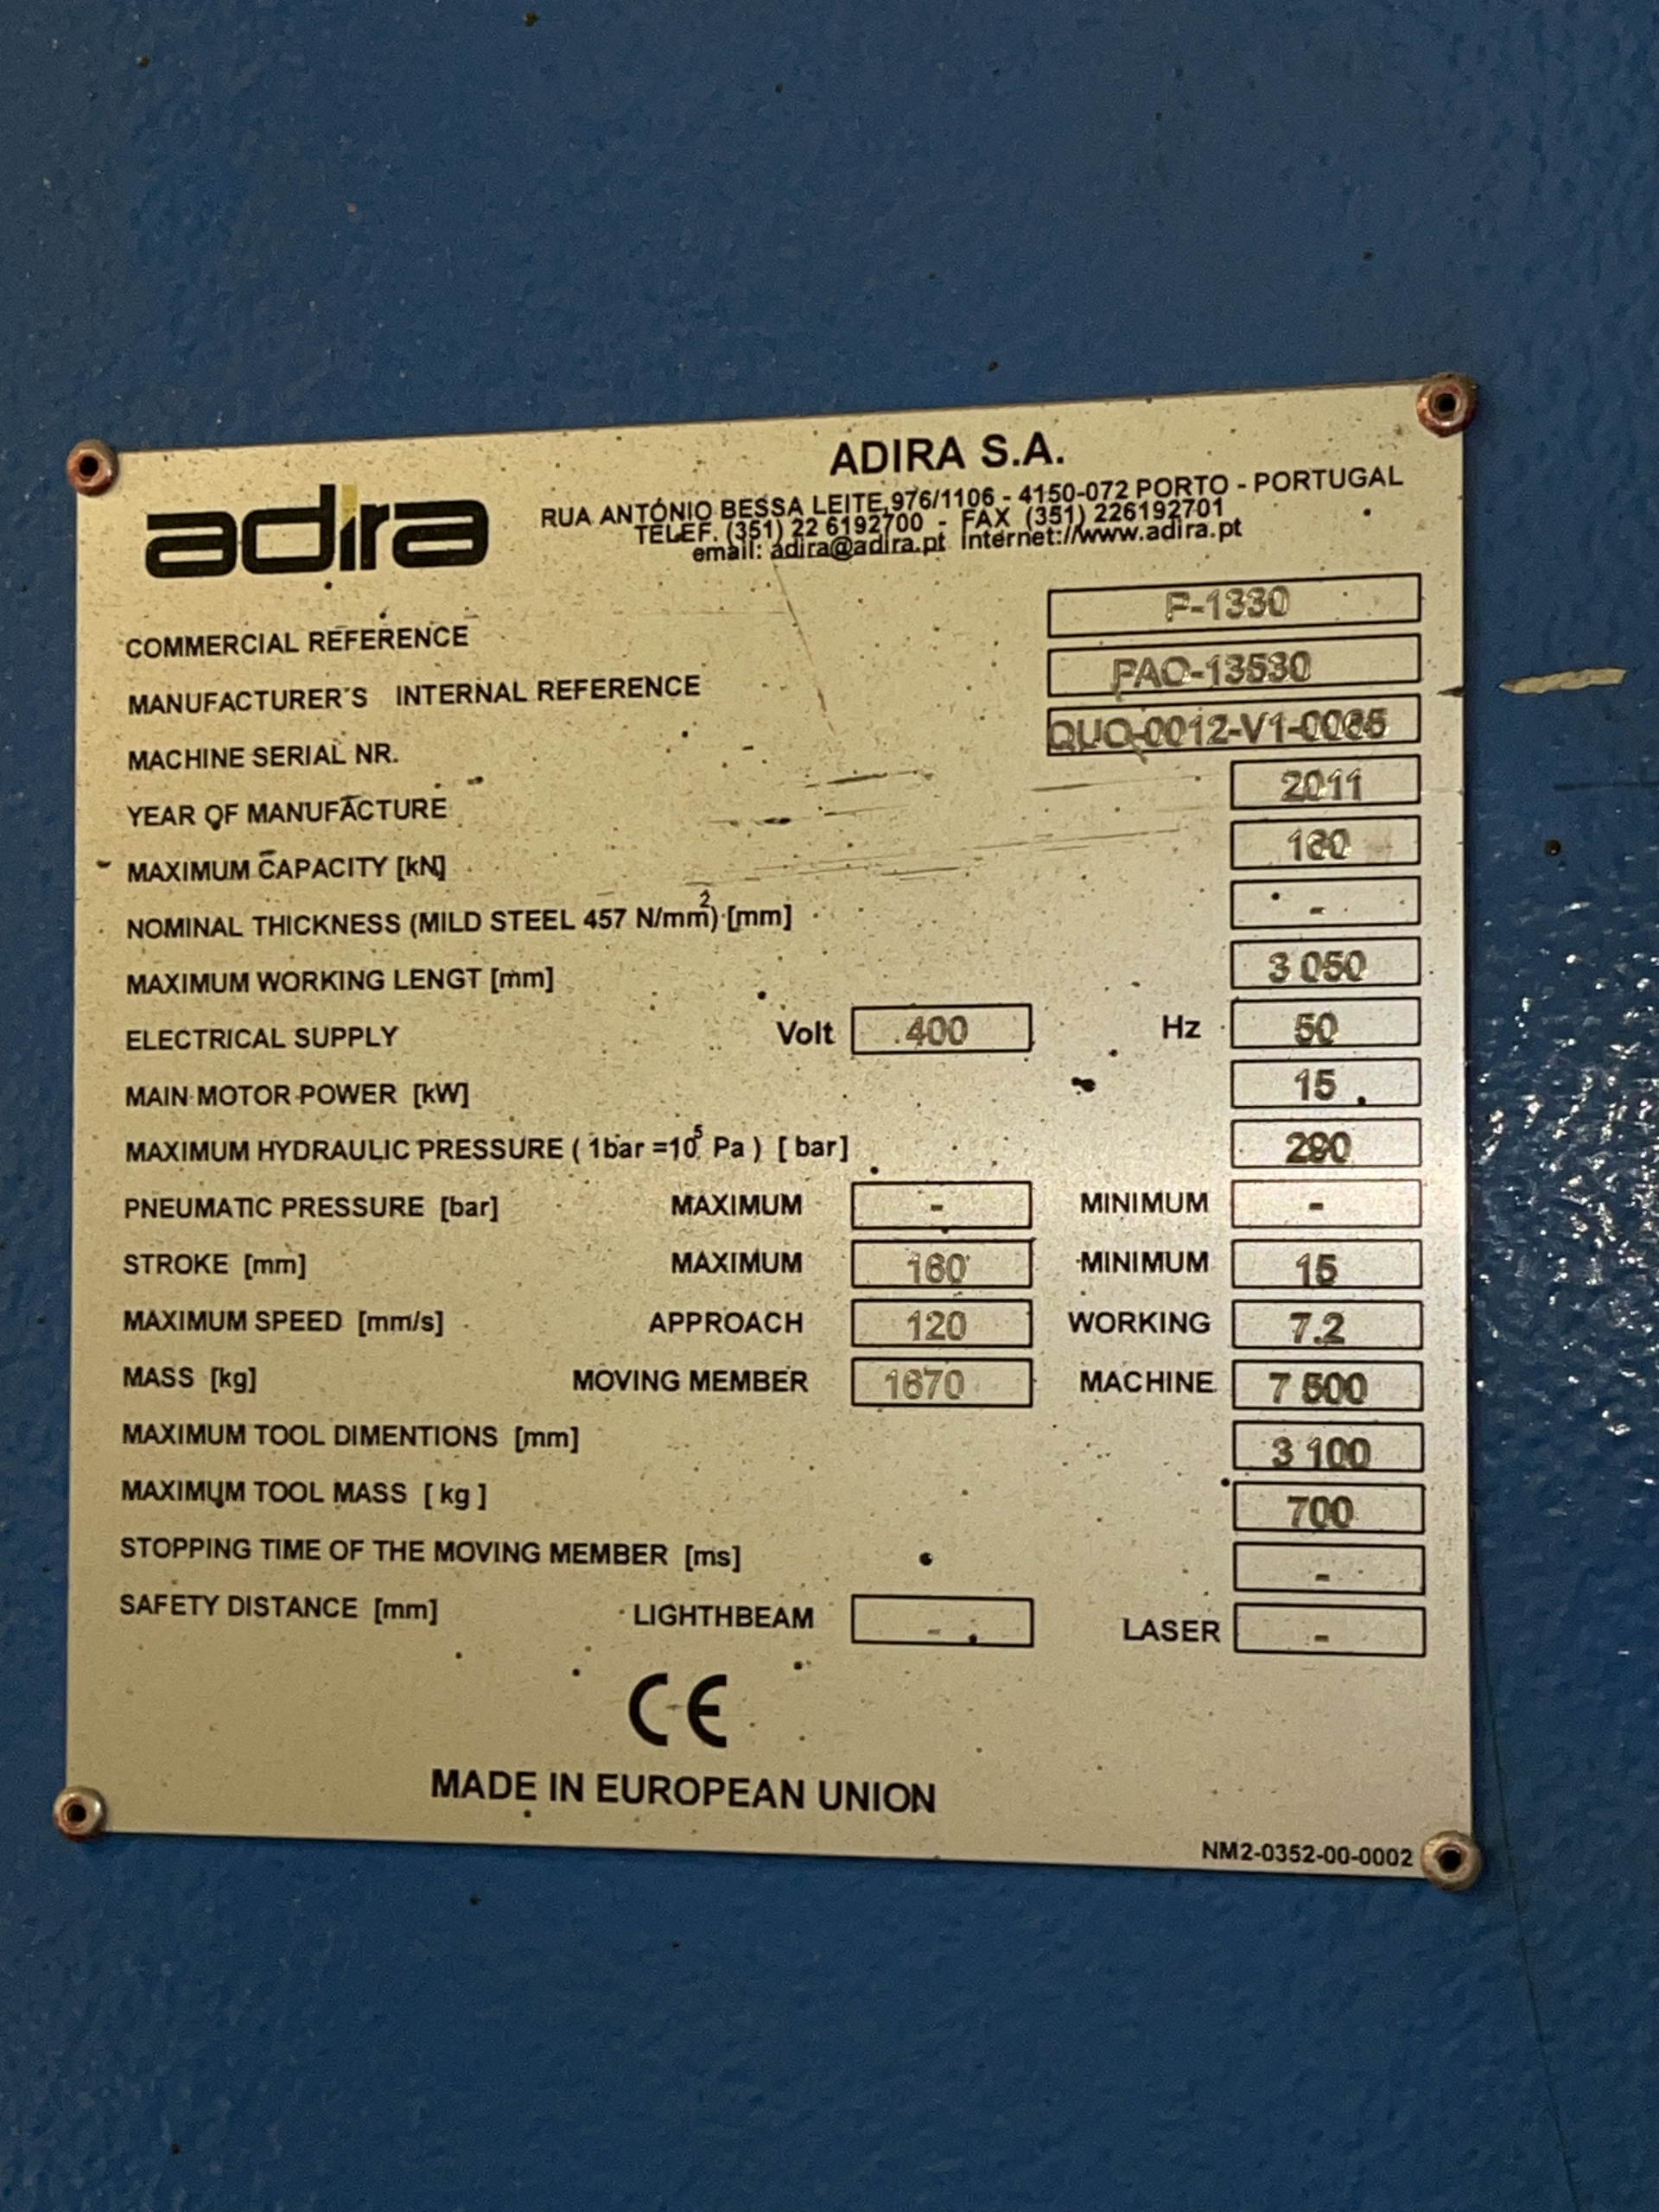 adira
ADIRA S.A.
RUA ANTÓNIO BESSA LEITE,976/1106 - 4150-072 PORTO - PORTUGAL
TELEF. (351) 22 6192700 - FAX (351) 226192701
email: adira@adira.pt Internet://www.adira.pt
COMMERCIAL REFERENCE
MANUFACTURER'S INTERNAL REFERENCE PAO-13530
MACHINE SERIAL NR.
YEAR OF MANUFACTURE 2011
MAXIMUM CAPACITY [kN]
NOMINAL THICKNESS (MILD STEEL 457 N/mm²) [mm] -
MAXIMUM WORKING LENGT [mm] 3 050
ELECTRICAL SUPPLY Volt 400 Hz 50
MAIN MOTOR POWER [kW] 15
MAXIMUM HYDRAULIC PRESSURE ( 1bar =10⁵ Pa ) [ bar]
PNEUMATIC PRESSURE [bar] MAXIMUM - MINIMUM -
STROKE [mm] MAXIMUM 160 MINIMUM 15
MAXIMUM SPEED [mm/s] APPROACH 120 WORKING 7.2
MASS [kg] MOVING MEMBER 1670 MACHINE 7 500
MAXIMUM TOOL DIMENTIONS [mm] 3 100
MAXIMUM TOOL MASS [ kg ] 700
STOPPING TIME OF THE MOVING MEMBER [ms] -
SAFETY DISTANCE [mm] LIGHTHBEAM - LASER -
CE
MADE IN EUROPEAN UNION
NM2-0352-00-0002